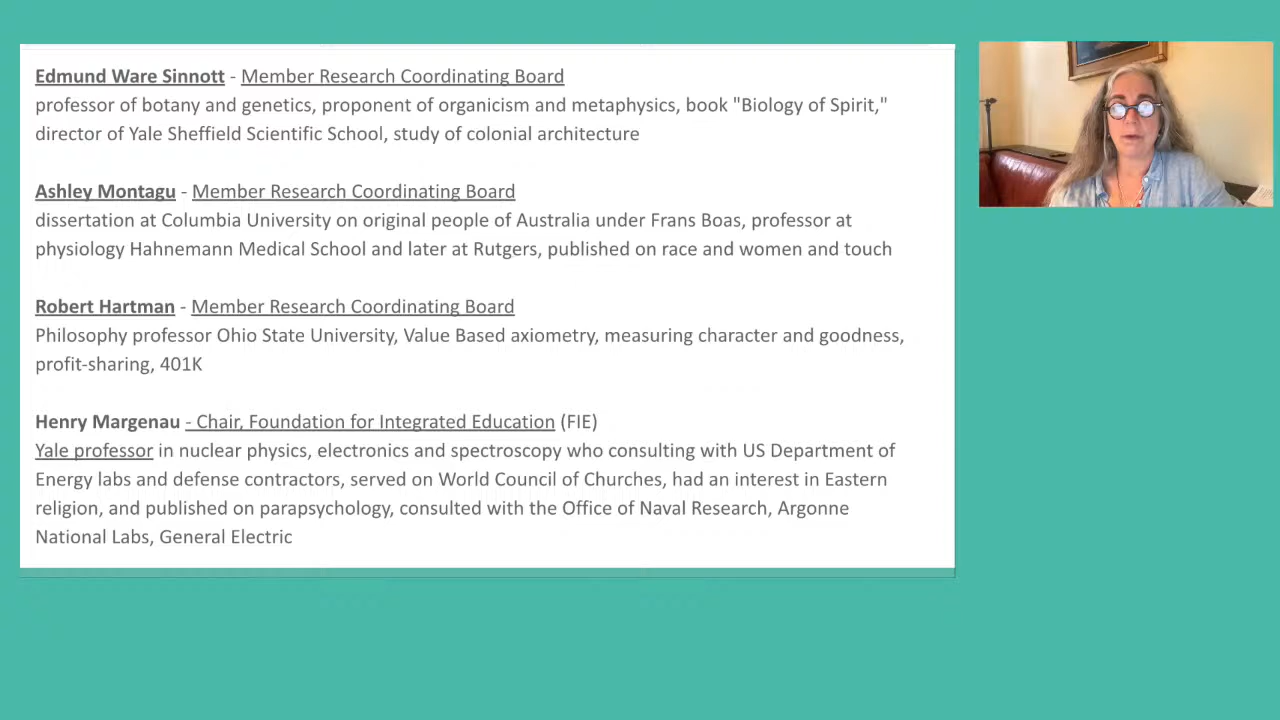 Edmund Ware Sinnott - Member Research Coordinating Board
professor of botany and genetics, proponent of organicism and metaphysics, book "Biology of Spirit,"
director of Yale Sheffield Scientific School, study of colonial architecture
Ashley Montagu - Member Research Coordinating Board
dissertation at Columbia University on original people of Australia under Frans Boas, professor at
physiology Hahnemann Medical School and later at Rutgers, published on race and women and touch
Robert Hartman - Member Research Coordinating Board
Philosophy professor Ohio State University, Value Based axiometry, measuring character and goodness,
profit-sharing, 401K
Henry Margenau - Chair, Foundation for Integrated Education (FIE)
Yale professor in nuclear physics, electronics and spectroscopy who consulting with US Department of
Energy labs and defense contractors, served on World Council of Churches, had an interest in Eastern
religion, and published on parapsychology, consulted with the Office of Naval Research, Argonne
National Labs, General Electric